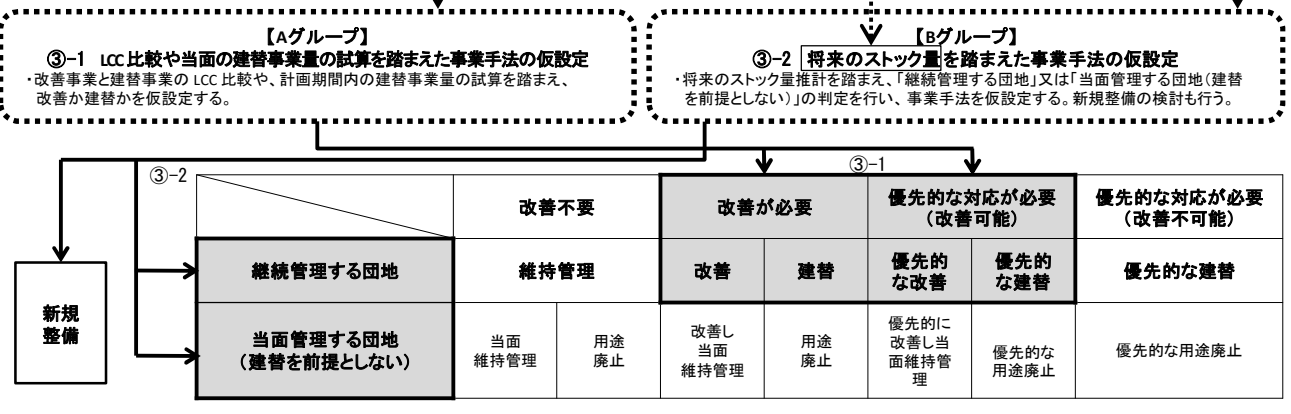 【Aグループ】
③-1 LCC比較や当面の建替事業量の試算を踏まえた事業手法の仮設定
・改善事業と建替事業の LCC 比較や、計画期間内の建替事業量の試算を踏まえ、
改善か建替かを仮設定する。
【Bグループ】
③-2 将来のストック量を踏まえた事業手法の仮設定
・将来のストック量推計を踏まえ、「継続管理する団地」又は「当面管理する団地(建替
を前提としない)」の判定を行い、事業手法を仮設定する。新規整備の検討も行う。
③-1
③-2
改善不要
改善が必要
優先的な対応が必要
(改善可能)
優先的な対応が必要
(改善不可能)
継続管理する団地
維持管理
改善
建替
優先的
な改善
優先的
な建替
優先的な建替
新規
整備
当面管理する団地
(建替を前提としない)
当面
維持管理
用途
廃止
改善し
当面
維持管理
用途
廃止
優先的に
改善し当
面維持管
理
優先的な
用途廃止
優先的な用途廃止